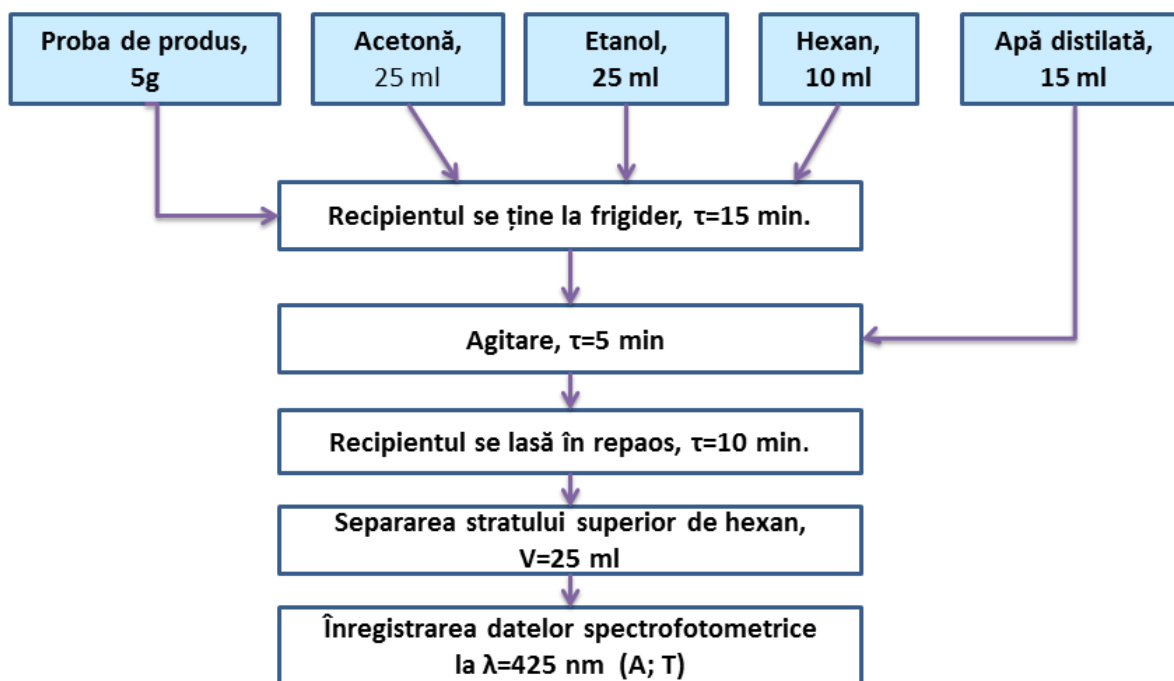 Proba de produs,
5g
Acetonă,
25 ml
Etanol,
25 ml
Hexan,
10 ml
Apă distilată,
15 ml
Recipientul se ține la frigider, τ=15 min.
Agitare, τ=5 min
Recipientul se lasă în repaos, τ=10 min.
Separarea stratului superior de hexan,
V=25 ml
Înregistrarea datelor spectrofotometrice
la λ=425 nm (A; T)